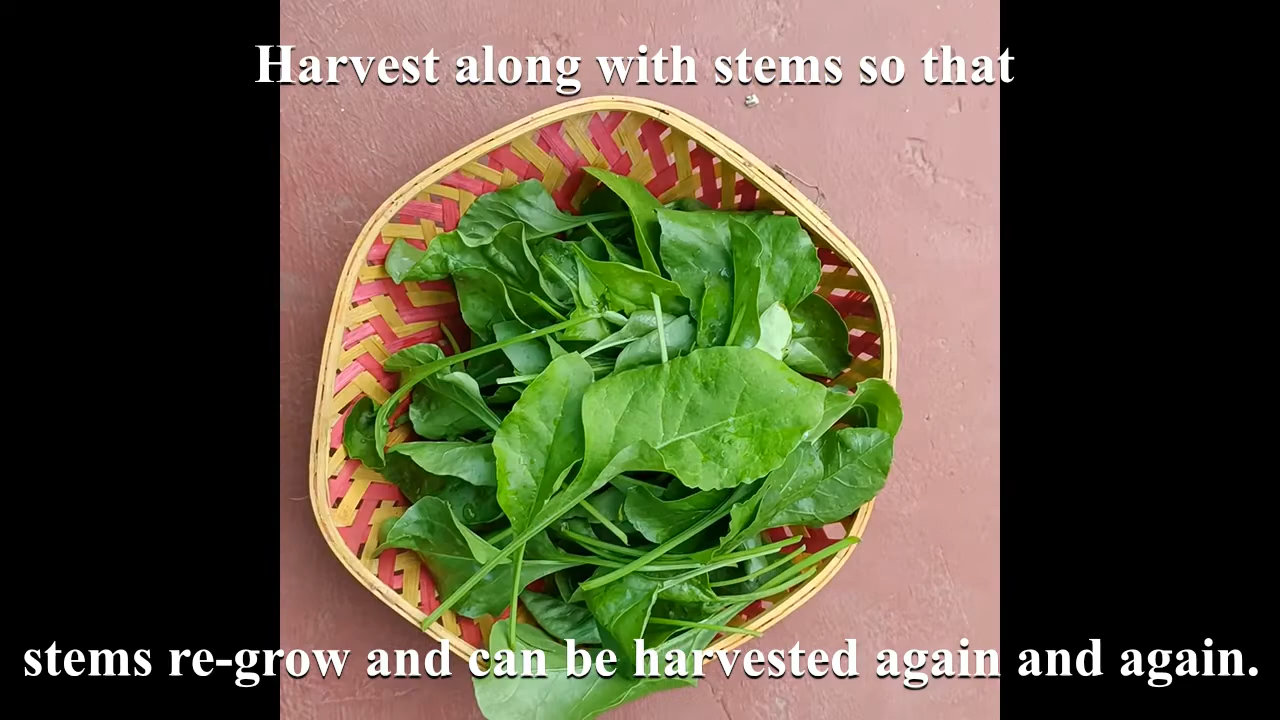 Harvest along with stems so that
stems re-grow and can be harvested again and again.